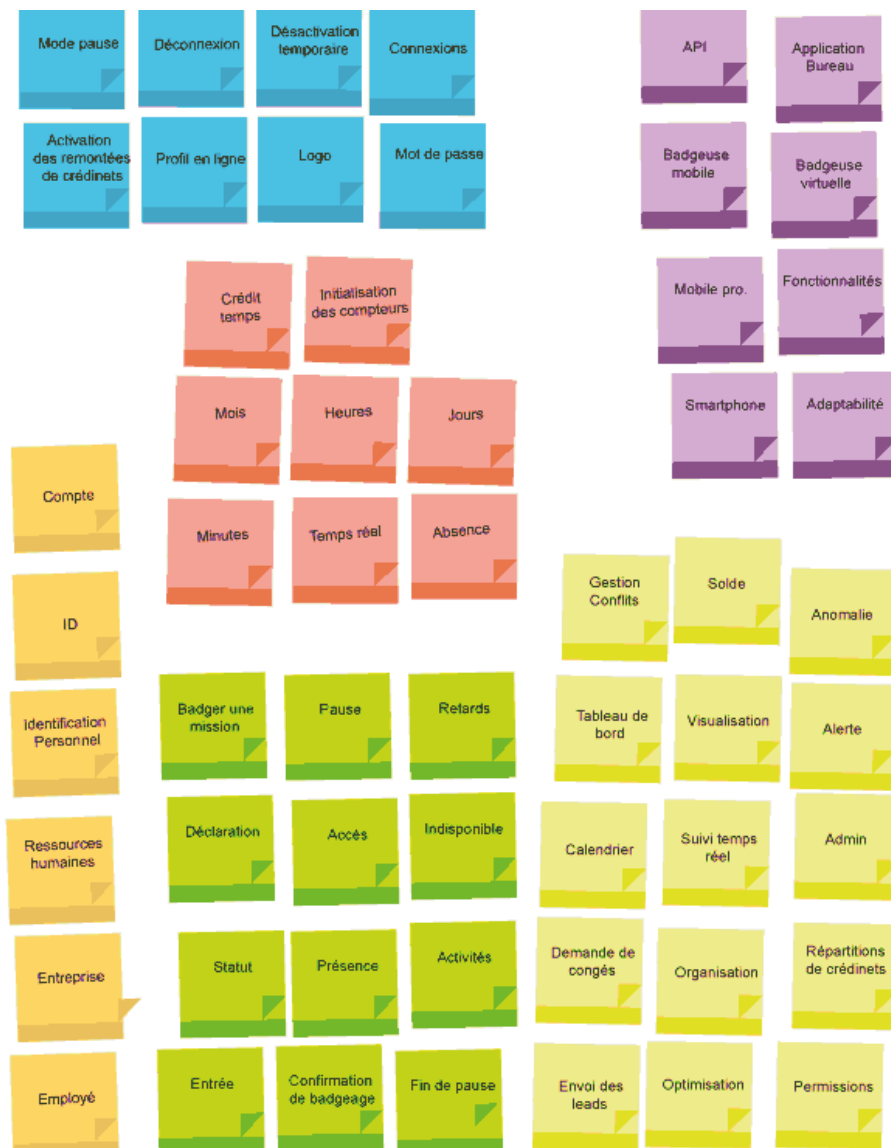 Mode pause
Déconnexion
Désactivation
temporaire
Connexions
Activation
des remontées
de crédinets
Profil en ligne
Logo
Mot de passe
API
Application
Bureau
Badgeuse
mobile
Badgeuse
virtuelle
Mobile pro.
Fonctionnalités
Smartphone
Adaptabilité
Crédit
temps
Initialisation
des compteurs
Mois
Heures
Jours
Minutes
Temps réel
Absence
Compte
ID
Identification
Personnel
Ressources
humaines
Entreprise
Employé
Badger une
mission
Pause
Retards
Déclaration
Accès
Indisponible
Statut
Présence
Activités
Entrée
Confirmation
de badgeage
Fin de pause
Gestion
Conflits
Solde
Anomalie
Tableau de
bord
Visualisation
Alerte
Calendrier
Suivi temps
réel
Admin
Demande de
congés
Organisation
Répartitions
de crédinets
Envoi des
leads
Optimisation
Permissions